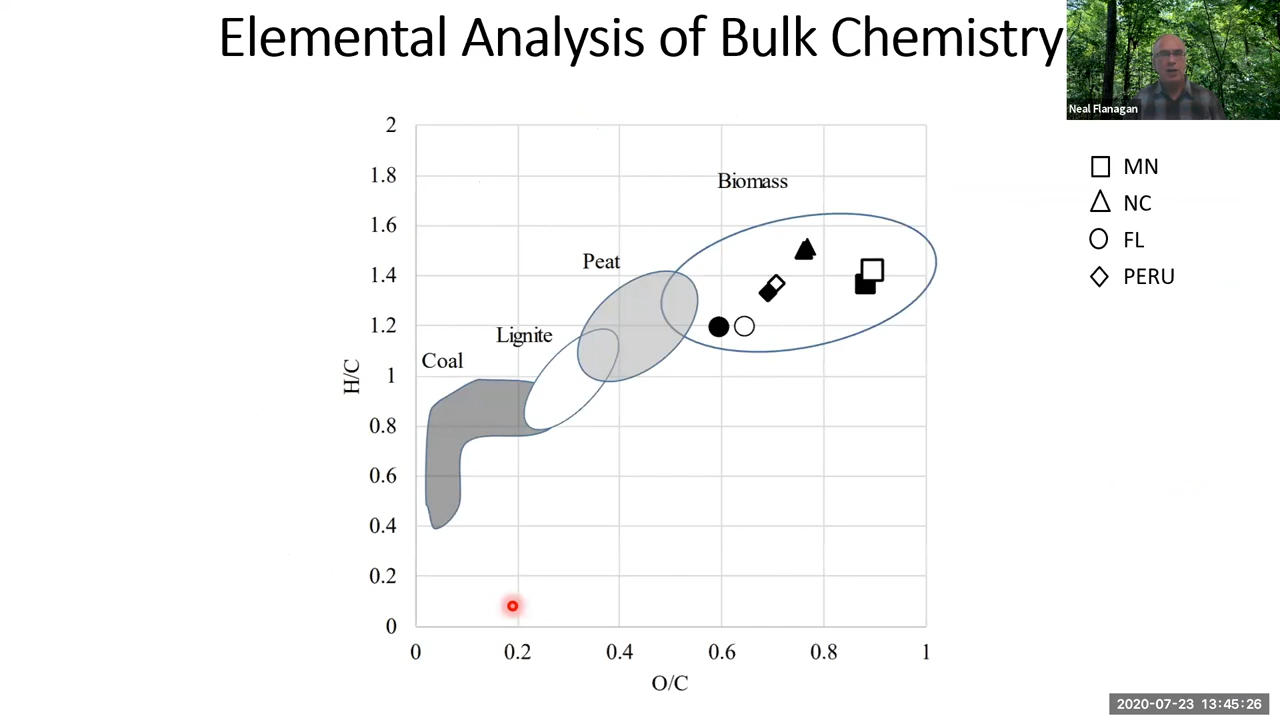 Elemental Analysis of Bulk Chemistry
Neal Flanagan
MN
NC
FL
PERU
2
1.8
1.6
1.4
1.2
1
0.8
0.6
0.4
0.2
0
H/C
Biomass
Peat
Lignite
Coal
0 0.2 0.4 0.6 0.8 1
O/C
2020-07-23 13:45:26